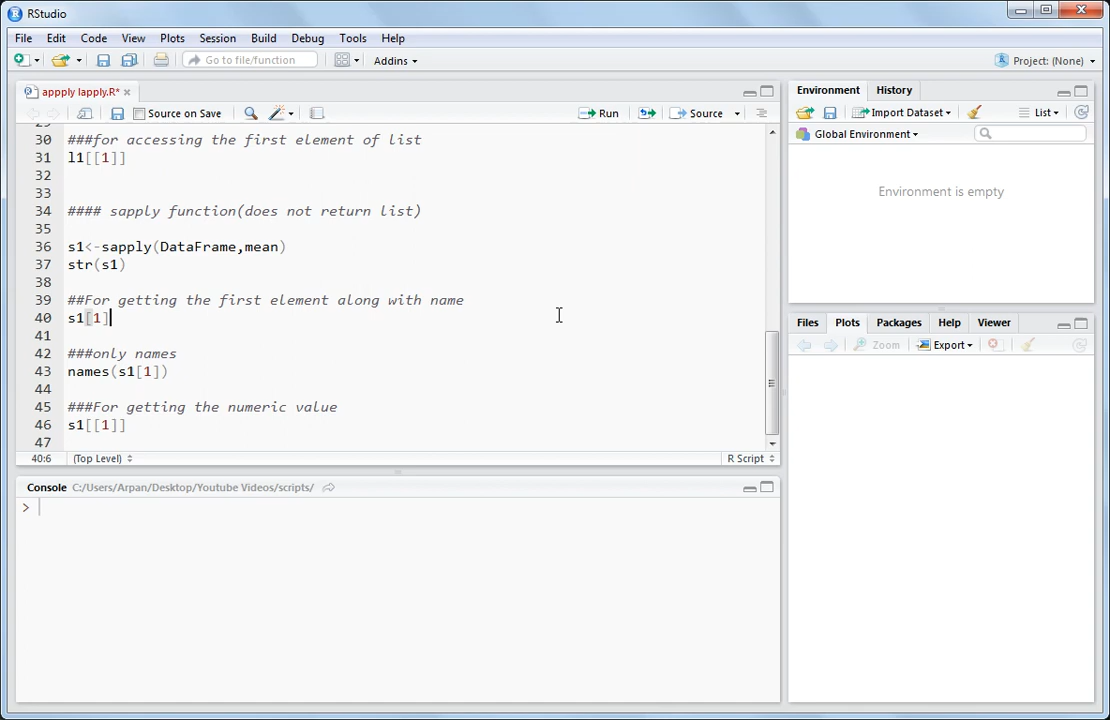 RStudio
File Edit Code View Plots Session Build Debug Tools Help
Go to file/function Addins Project: (None)
appply lapply.R*
Source on Save Run Source
30 ###for accessing the first element of list
31 l1[[1]]
32
33
34 #### sapply function(does not return list)
35
36 s1<-sapply(DataFrame,mean)
37 str(s1)
38
39 ##For getting the first element along with name
40 s1[1]
41
42 ###only names
43 names(s1[1])
44
45 ###For getting the numeric value
46 s1[[1]]
47
40:6 (Top Level) R Script
Console C:/Users/Arpan/Desktop/Youtube Videos/scripts/
>
Environment History
Import Dataset List
Global Environment
Environment is empty
Files Plots Packages Help Viewer
Zoom Export